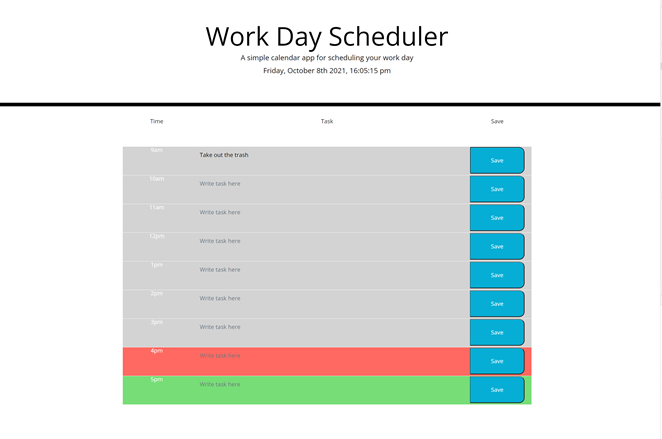 Work Day Scheduler
A simple calendar app for scheduling your work day
Friday, October 8th 2021, 16:05:15 pm
Time Task Save
9am Take out the trash Save
10am Write task here Save
11am Write task here Save
12pm Write task here Save
1pm Write task here Save
2pm Write task here Save
3pm Write task here Save
4pm Write task here Save
5pm Write task here Save